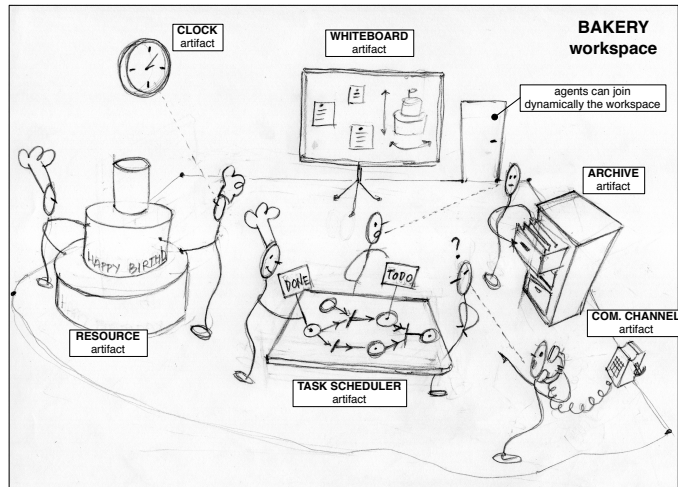 CLOCK
artifact
WHITEBOARD
artifact
BAKERY
workspace
agents can join
dynamically the workspace
ARCHIVE
artifact
HAPPY BIRTH
DONE
TODO
?
RESOURCE
artifact
TASK SCHEDULER
artifact
COM. CHANNEL
artifact